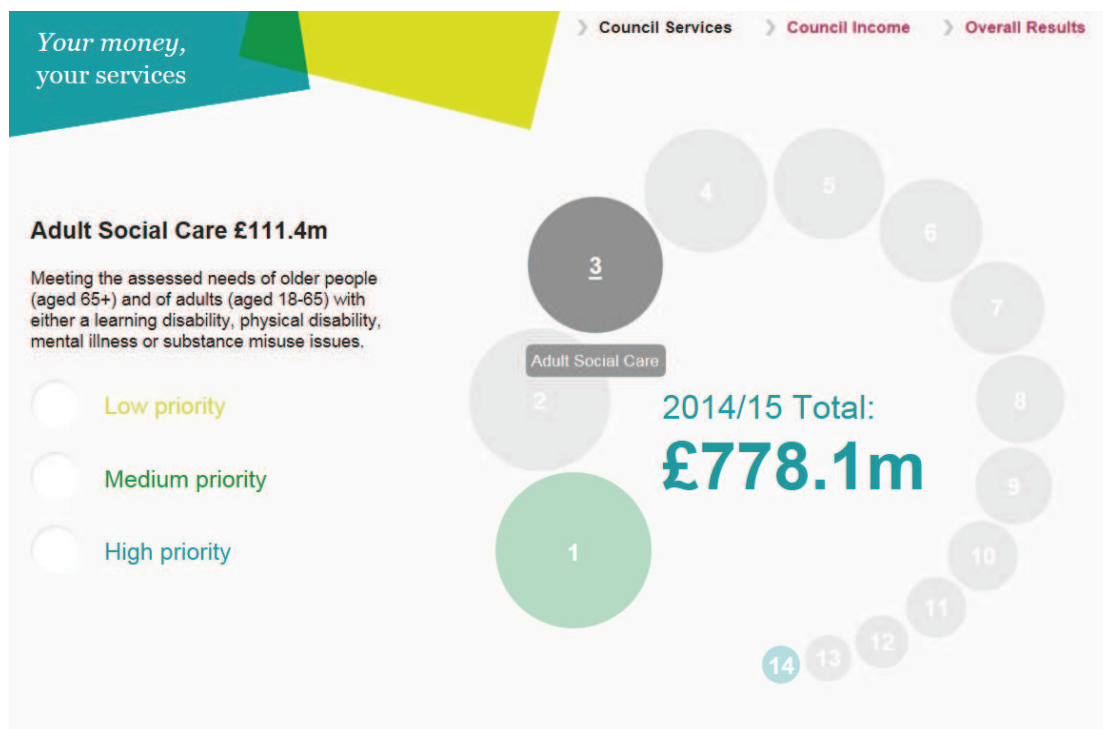 Your money,
your services
Council Services
Council Income
Overall Results
Adult Social Care £111.4m
Meeting the assessed needs of older people
(aged 65+) and of adults (aged 18-65) with
either a learning disability, physical disability,
mental illness or substance misuse issues.
Low priority
Medium priority
High priority
4
5
6
3
7
Adult Social Care
2
8
2014/15 Total:
£778.1m
9
1
10
11
12
13
14